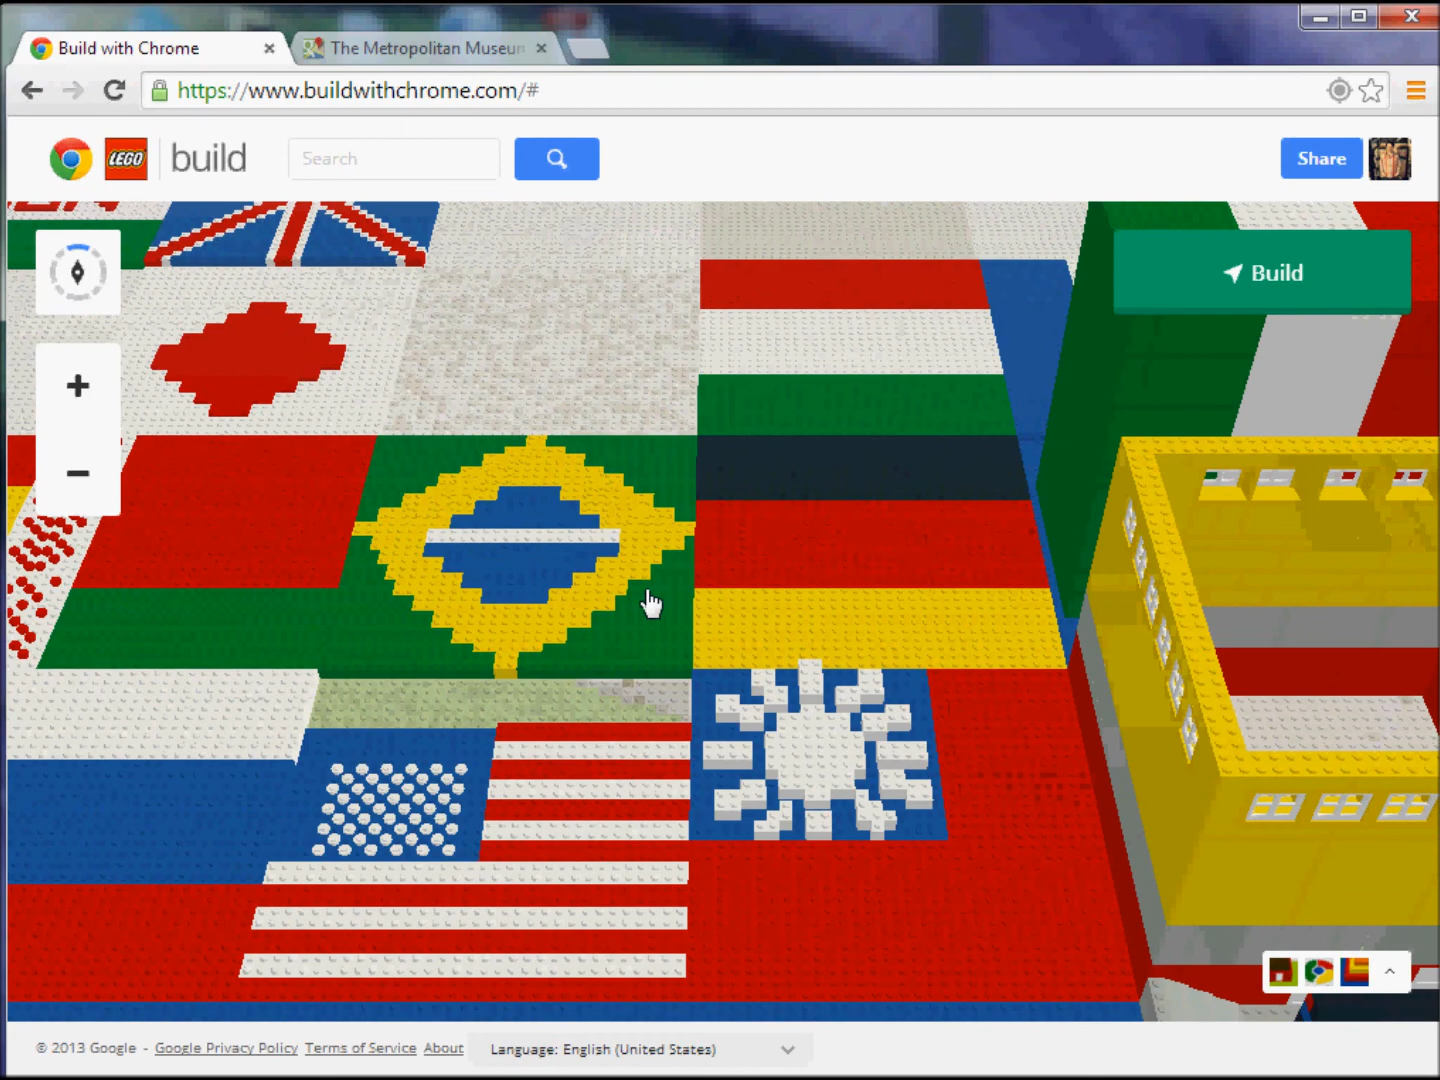 Build with Chrome
The Metropolitan Museum
https://www.buildwithchrome.com/#
LEGO
build
Search
Share
Build
© 2013 Google - Google Privacy Policy Terms of Service About
Language: English (United States)